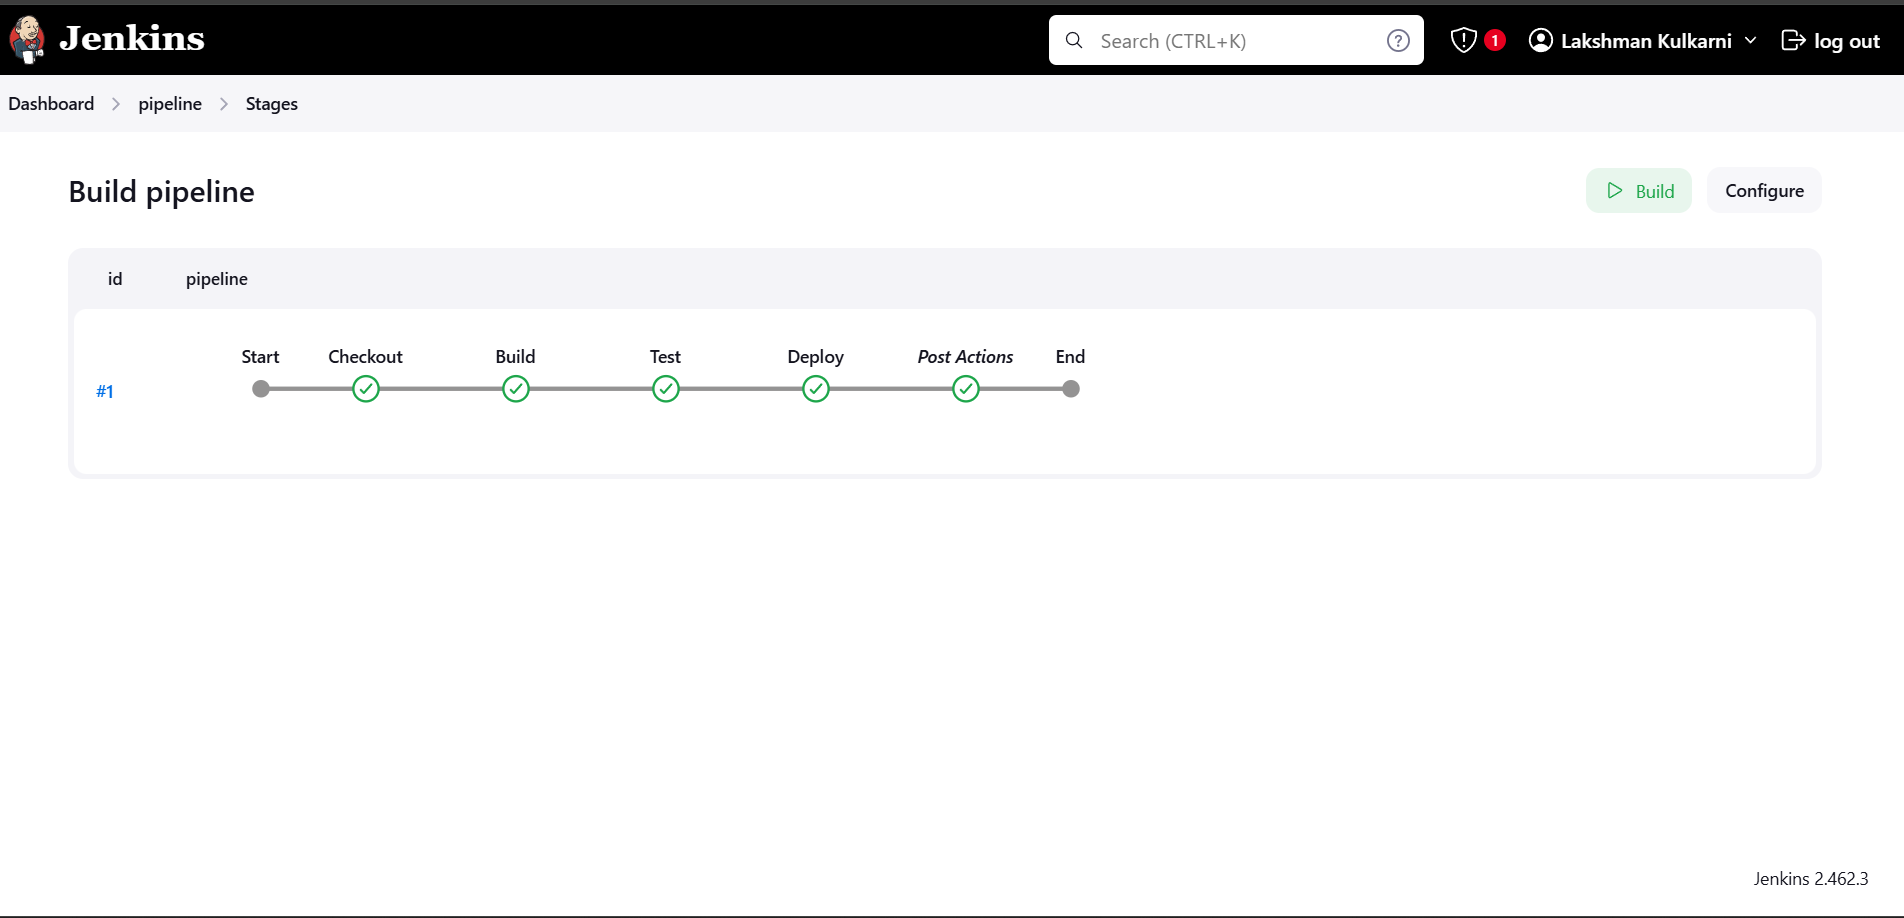 Jenkins
Search (CTRL+K)
1
Lakshman Kulkarni
log out
Dashboard
pipeline
Stages
Build pipeline
Build
Configure
id
pipeline
Start
Checkout
Build
Test
Deploy
Post Actions
End
#1
Jenkins 2.462.3